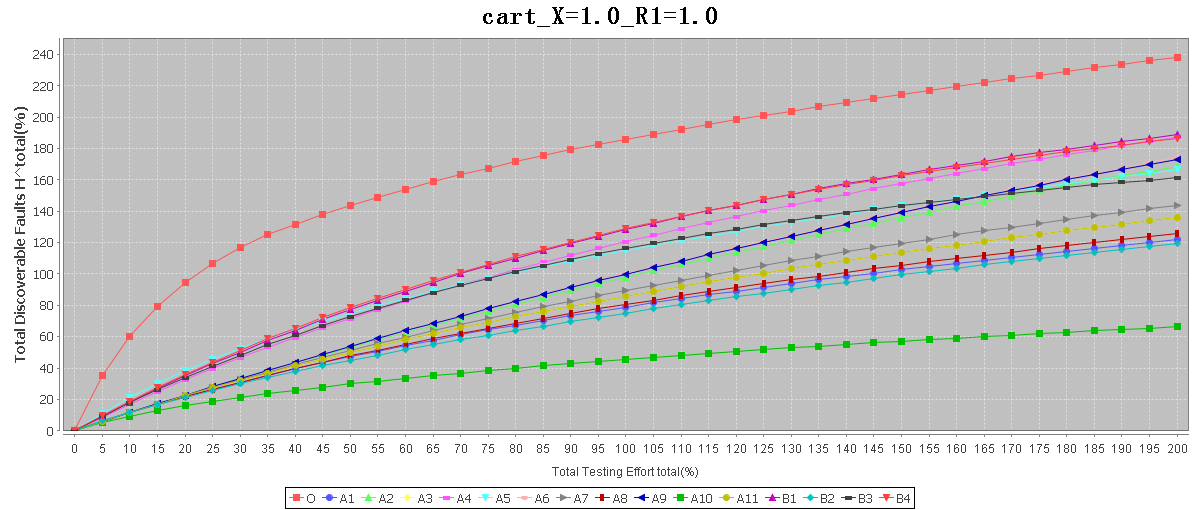 cart_X=1.0_R1=1.0
Total Discoverable Faults H^total(%)
240
220
200
180
160
140
120
100
80
60
40
20
0
0 5 10 15 20 25 30 35 40 45 50 55 60 65 70 75 80 85 90 95 100 105 110 115 120 125 130 135 140 145 150 155 160 165 170 175 180 185 190 195 200
Total Testing Effort total(%)
O A1 A2 A3 A4 A5 A6 A7 A8 A9 A10 A11 B1 B2 B3 B4